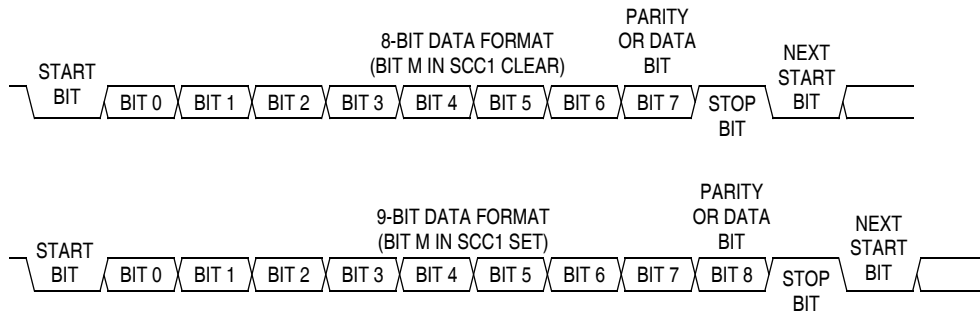 PARITY
OR DATA
BIT
8-BIT DATA FORMAT
(BIT M IN SCC1 CLEAR)
NEXT
START
BIT
START
BIT
BIT 0 BIT 1 BIT 2 BIT 3 BIT 4 BIT 5 BIT 6 BIT 7
STOP
BIT
PARITY
OR DATA
BIT
9-BIT DATA FORMAT
(BIT M IN SCC1 SET)
NEXT
START
BIT
START
BIT
BIT 0 BIT 1 BIT 2 BIT 3 BIT 4 BIT 5 BIT 6 BIT 7 BIT 8
STOP
BIT